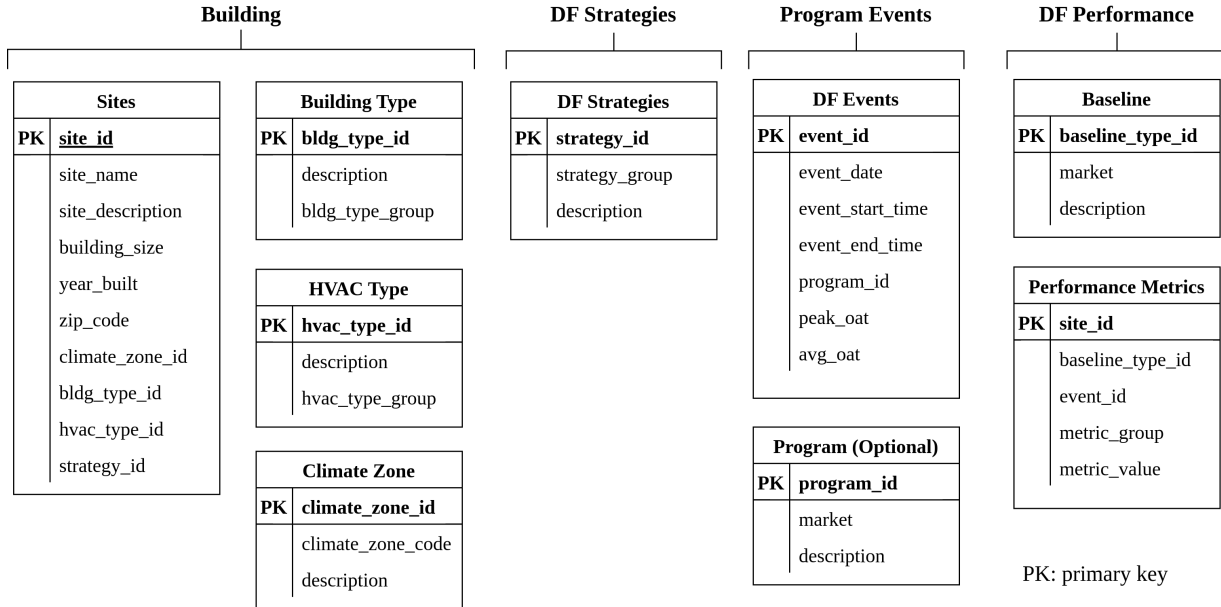 Building
Sites
PK site_id
site_name
site_description
building_size
year_built
zip_code
climate_zone_id
bldg_type_id
hvac_type_id
strategy_id
Building Type
PK bldg_type_id
description
bldg_type_group
HVAC Type
PK hvac_type_id
description
hvac_type_group
Climate Zone
PK climate_zone_id
climate_zone_code
description
DF Strategies
DF Strategies
PK strategy_id
strategy_group
description
Program Events
DF Events
PK event_id
event_date
event_start_time
event_end_time
program_id
peak_oat
avg_oat
Program (Optional)
PK program_id
market
description
DF Performance
Baseline
PK baseline_type_id
market
description
Performance Metrics
PK site_id
baseline_type_id
event_id
metric_group
metric_value
PK: primary key